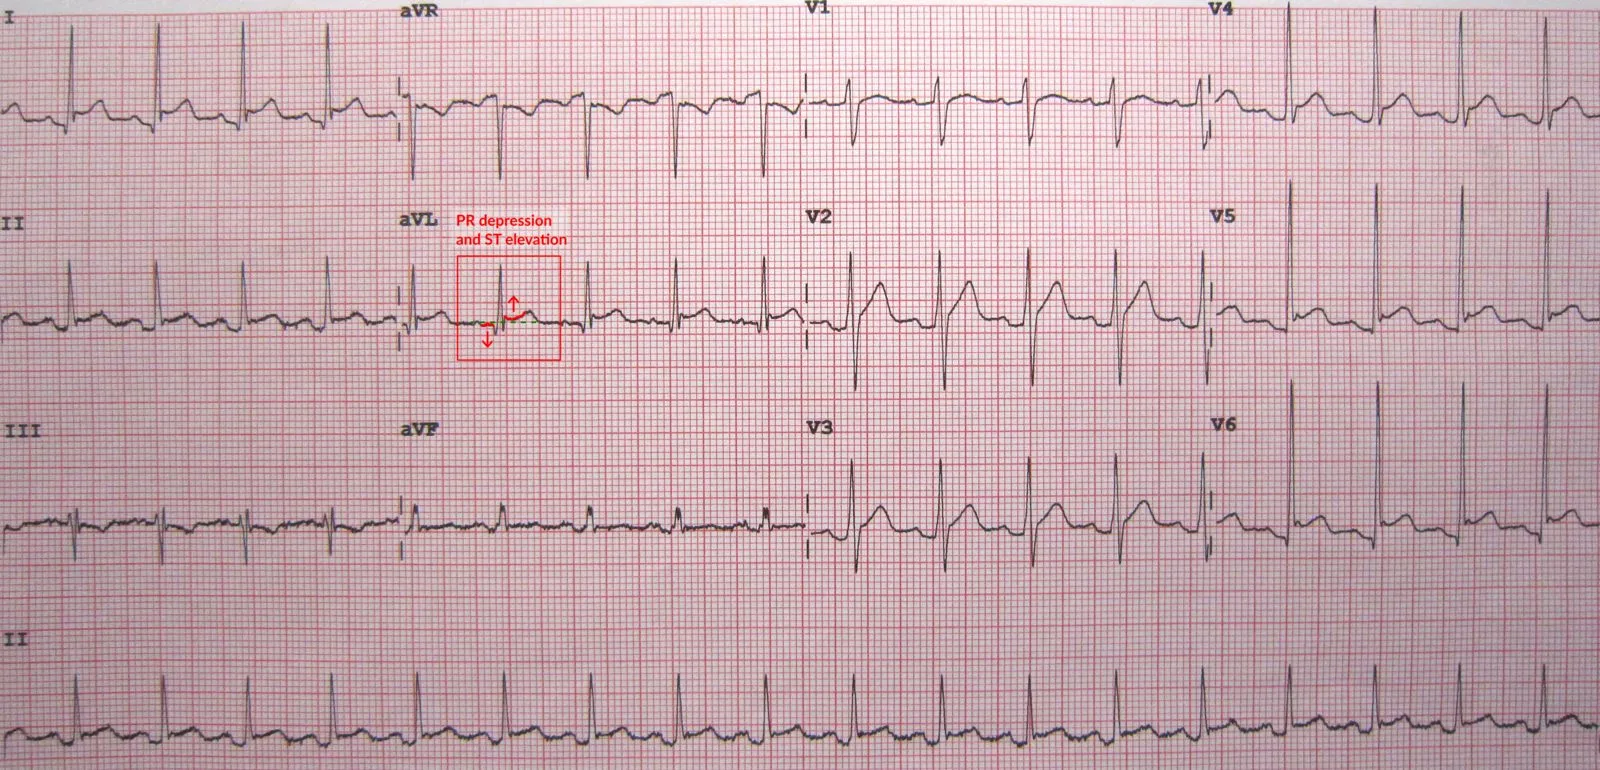 I
aVR
V1
V4
II
aVL
PR depression
and ST elevation
V2
V5
III
aVF
V3
V6
II